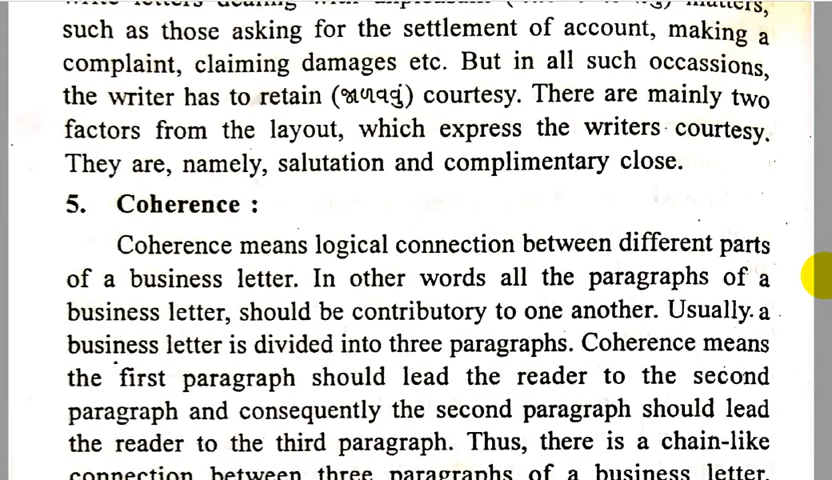 such as those asking for the settlement of account, making a
complaint, claiming damages etc. But in all such occassions,
the writer has to retain (જાળવવું) courtesy. There are mainly two
factors from the layout, which express the writers courtesy.
They are, namely, salutation and complimentary close.
5. Coherence :
Coherence means logical connection between different parts
of a business letter. In other words all the paragraphs of a
business letter, should be contributory to one another. Usually a
business letter is divided into three paragraphs. Coherence means
the first paragraph should lead the reader to the second
paragraph and consequently the second paragraph should lead
the reader to the third paragraph. Thus, there is a chain-like
connection between three paragraphs of a business letter.